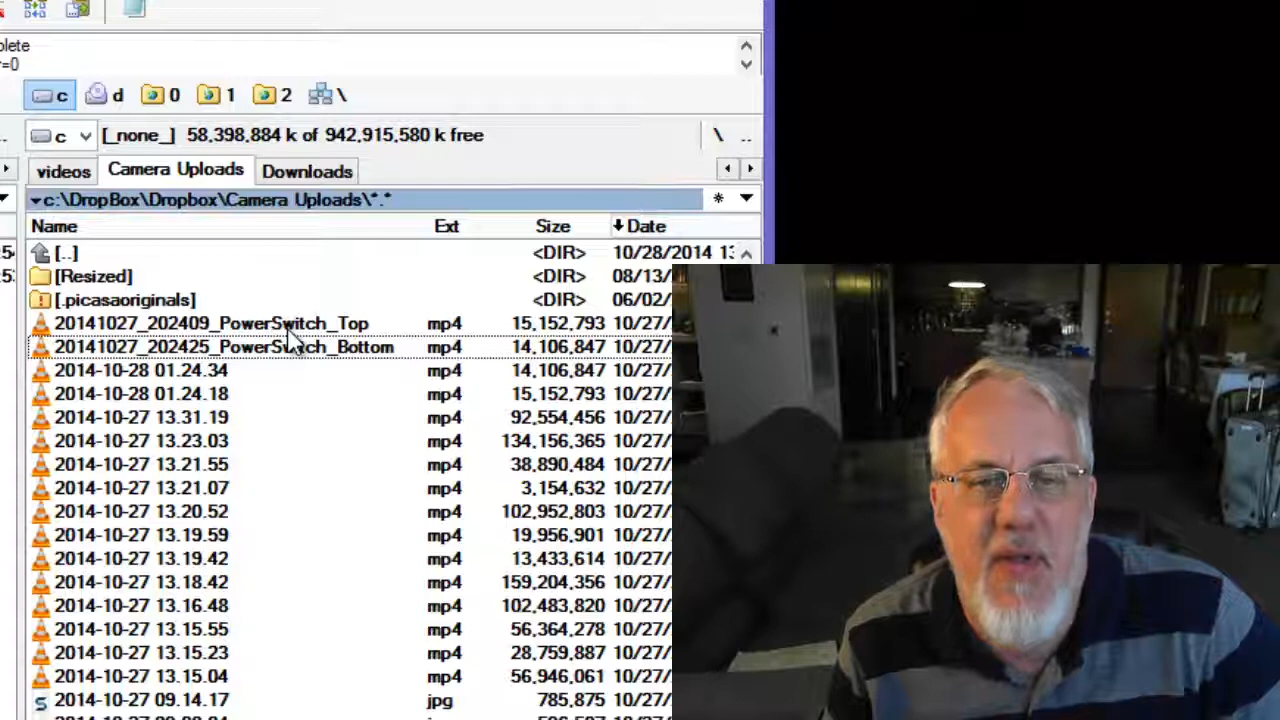 plete
r=0
c d 0 1 2 \
c [_none_] 58,398,884 k of 942,915,580 k free \ ..
videos Camera Uploads Downloads
c:\DropBox\Dropbox\Camera Uploads\*.* *
Name Ext Size Date
[..] <DIR> 10/28/2014 13:
[Resized] <DIR> 08/13/
[.picasaoriginals] <DIR> 06/02/
20141027_202409_PowerSwitch_Top mp4 15,152,793 10/27/
20141027_202425_PowerSwitch_Bottom mp4 14,106,847 10/27/
2014-10-28 01.24.34 mp4 14,106,847 10/27/
2014-10-28 01.24.18 mp4 15,152,793 10/27/
2014-10-27 13.31.19 mp4 92,554,456 10/27/
2014-10-27 13.23.03 mp4 134,156,365 10/27/
2014-10-27 13.21.55 mp4 38,890,484 10/27/
2014-10-27 13.21.07 mp4 3,154,632 10/27/
2014-10-27 13.20.52 mp4 102,952,803 10/27/
2014-10-27 13.19.59 mp4 19,956,901 10/27/
2014-10-27 13.19.42 mp4 13,433,614 10/27/
2014-10-27 13.18.42 mp4 159,204,356 10/27/
2014-10-27 13.16.48 mp4 102,483,820 10/27/
2014-10-27 13.15.55 mp4 56,364,278 10/27/
2014-10-27 13.15.23 mp4 28,759,887 10/27/
2014-10-27 13.15.04 mp4 56,946,061 10/27/
2014-10-27 09.14.17 jpg 785,875 10/27/